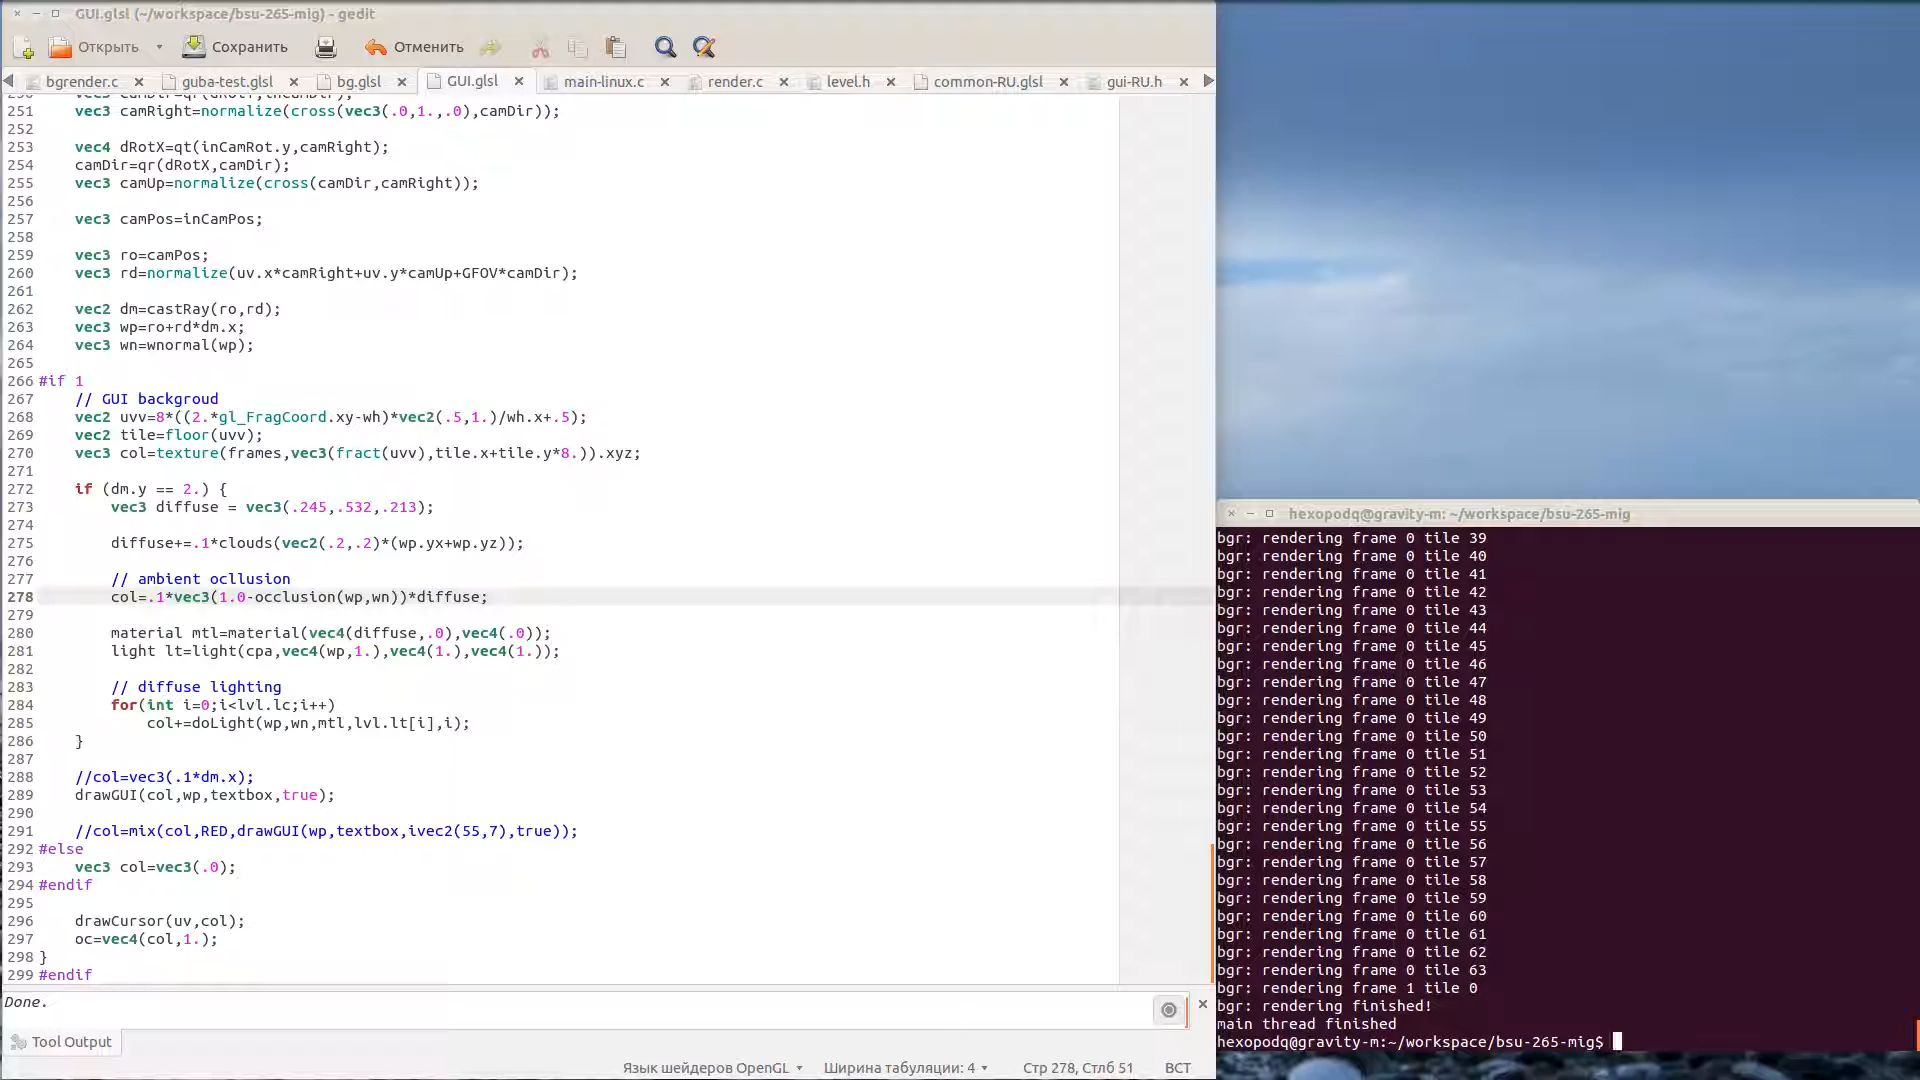 GUI.glsl (~/workspace/bsu-265-mig) - gedit
Открыть Сохранить Отменить
bgrender.c guba-test.glsl bg.glsl GUI.glsl main-linux.c render.c level.h common-RU.glsl gui-RU.h
251 vec3 camRight=normalize(cross(vec3(.0,1.,.0),camDir));
252
253 vec4 dRotX=qt(inCamRot.y,camRight);
254 camDir=qr(dRotX,camDir);
255 vec3 camUp=normalize(cross(camDir,camRight));
256
257 vec3 camPos=inCamPos;
258
259 vec3 ro=camPos;
260 vec3 rd=normalize(uv.x*camRight+uv.y*camUp+GFOV*camDir);
261
262 vec2 dm=castRay(ro,rd);
263 vec3 wp=ro+rd*dm.x;
264 vec3 wn=wnormal(wp);
265
266 #if 1
267 // GUI backgroud
268 vec2 uvv=8*((2.*gl_FragCoord.xy-wh)*vec2(.5,1.)/wh.x+.5);
269 vec2 tile=floor(uvv);
270 vec3 col=texture(frames,vec3(fract(uvv),tile.x+tile.y*8.)).xyz;
271
272 if (dm.y == 2.) {
273 vec3 diffuse = vec3(.245,.532,.213);
274
275 diffuse+=.1*clouds(vec2(.2,.2)*(wp.yx+wp.yz));
276
277 // ambient ocllusion
278 col=.1*vec3(1.0-occlusion(wp,wn))*diffuse;
279
280 material mtl=material(vec4(diffuse,.0),vec4(.0));
281 light lt=light(cpa,vec4(wp,1.),vec4(1.),vec4(1.));
282
283 // diffuse lighting
284 for(int i=0;i<lvl.lc;i++)
285 col+=doLight(wp,wn,mtl,lvl.lt[i],i);
286 }
287
288 //col=vec3(.1*dm.x);
289 drawGUI(col,wp,textbox,true);
290
291 //col=mix(col,RED,drawGUI(wp,textbox,ivec2(55,7),true));
292 #else
293 vec3 col=vec3(.0);
294 #endif
295
296 drawCursor(uv,col);
297 oc=vec4(col,1.);
298 }
299 #endif
Done.
Tool Output
Язык шейдеров OpenGL Ширина табуляции: 4 Стр 278, Стлб 51 ВСТ
hexopodq@gravity-m: ~/workspace/bsu-265-mig
bgr: rendering frame 0 tile 39
bgr: rendering frame 0 tile 40
bgr: rendering frame 0 tile 41
bgr: rendering frame 0 tile 42
bgr: rendering frame 0 tile 43
bgr: rendering frame 0 tile 44
bgr: rendering frame 0 tile 45
bgr: rendering frame 0 tile 46
bgr: rendering frame 0 tile 47
bgr: rendering frame 0 tile 48
bgr: rendering frame 0 tile 49
bgr: rendering frame 0 tile 50
bgr: rendering frame 0 tile 51
bgr: rendering frame 0 tile 52
bgr: rendering frame 0 tile 53
bgr: rendering frame 0 tile 54
bgr: rendering frame 0 tile 55
bgr: rendering frame 0 tile 56
bgr: rendering frame 0 tile 57
bgr: rendering frame 0 tile 58
bgr: rendering frame 0 tile 59
bgr: rendering frame 0 tile 60
bgr: rendering frame 0 tile 61
bgr: rendering frame 0 tile 62
bgr: rendering frame 0 tile 63
bgr: rendering frame 1 tile 0
bgr: rendering finished!
main thread finished
hexopodq@gravity-m:~/workspace/bsu-265-mig$